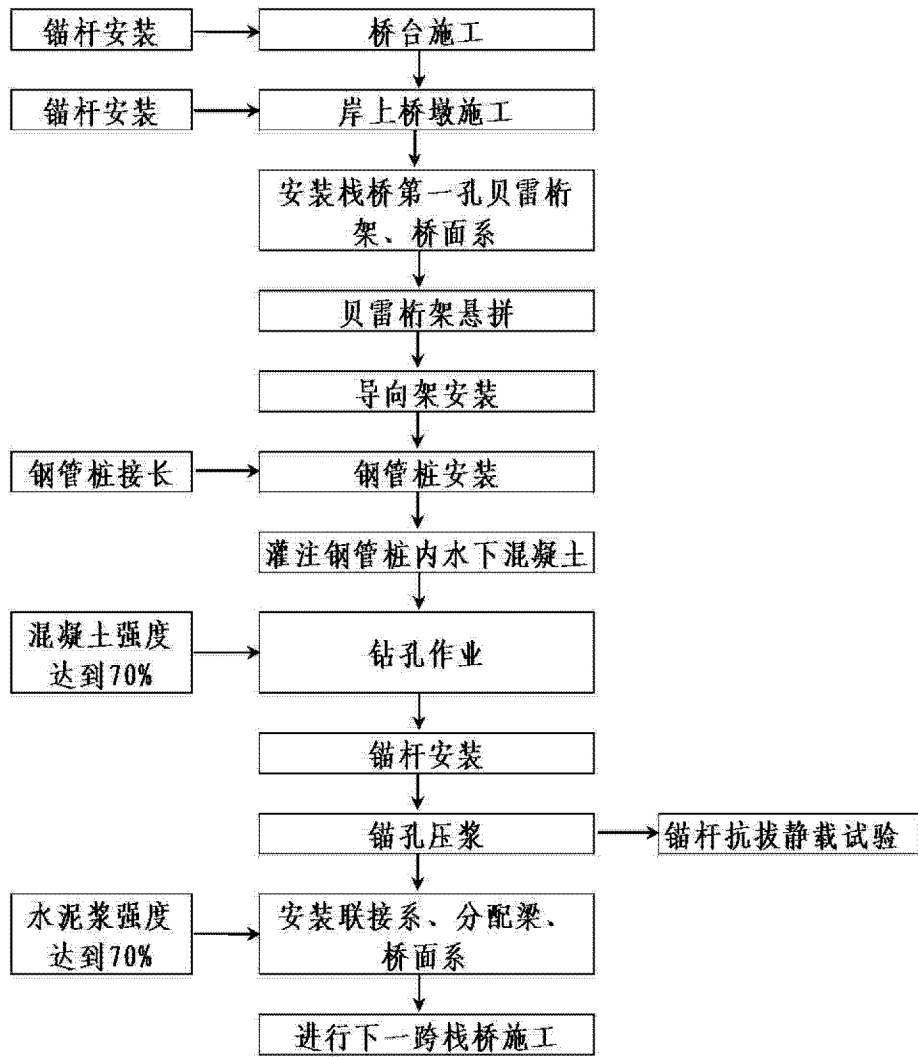 锚杆安装
桥台施工
锚杆安装
岸上桥墩施工
安装栈桥第一孔贝雷桁
架、桥面系
贝雷桁架悬拼
导向架安装
钢管桩接长
钢管桩安装
灌注钢管桩内水下混凝土
混凝土强度
达到70%
钻孔作业
锚杆安装
锚孔压浆
锚杆抗拔静载试验
水泥浆强度
达到70%
安装联接系、分配梁、
桥面系
进行下一跨栈桥施工